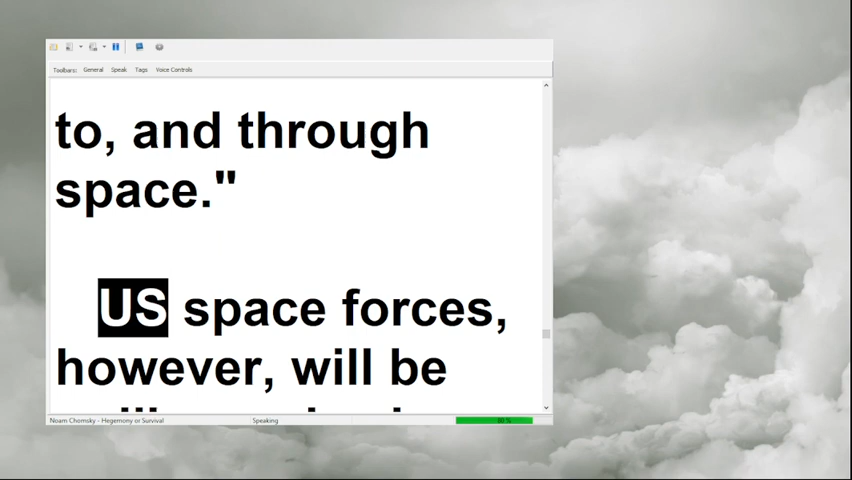 Toolbars: General Speak Tags Voice Controls
to, and through
space."
US space forces,
however, will be
Noam Chomsky - Hegemony or Survival Speaking 80 %